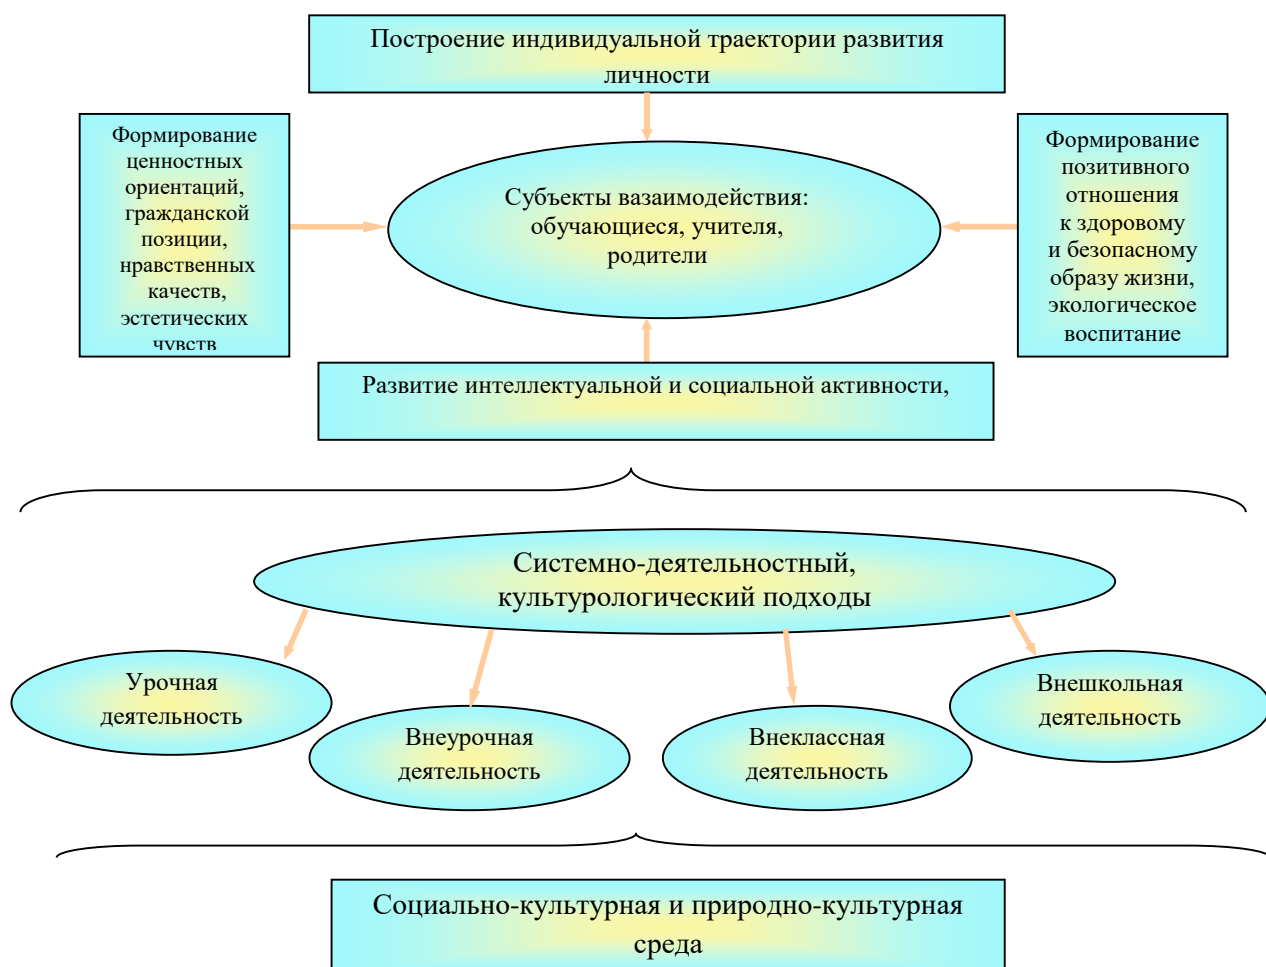 Построение индивидуальной траектории развития
личности
Формирование
ценностных
ориентаций,
гражданской
позиции,
нравственных
качеств,
эстетических
чувств
Субъекты вазаимодействия:
обучающиеся, учителя,
родители
Формирование
позитивного
отношения
к здоровому
и безопасному
образу жизни,
экологическое
воспитание
Развитие интеллектуальной и социальной активности,
Системно-деятельностный,
культурологический подходы
Урочная
деятельность
Внеурочная
деятельность
Внеклассная
деятельность
Внешкольная
деятельность
Социально-культурная и природно-культурная
среда